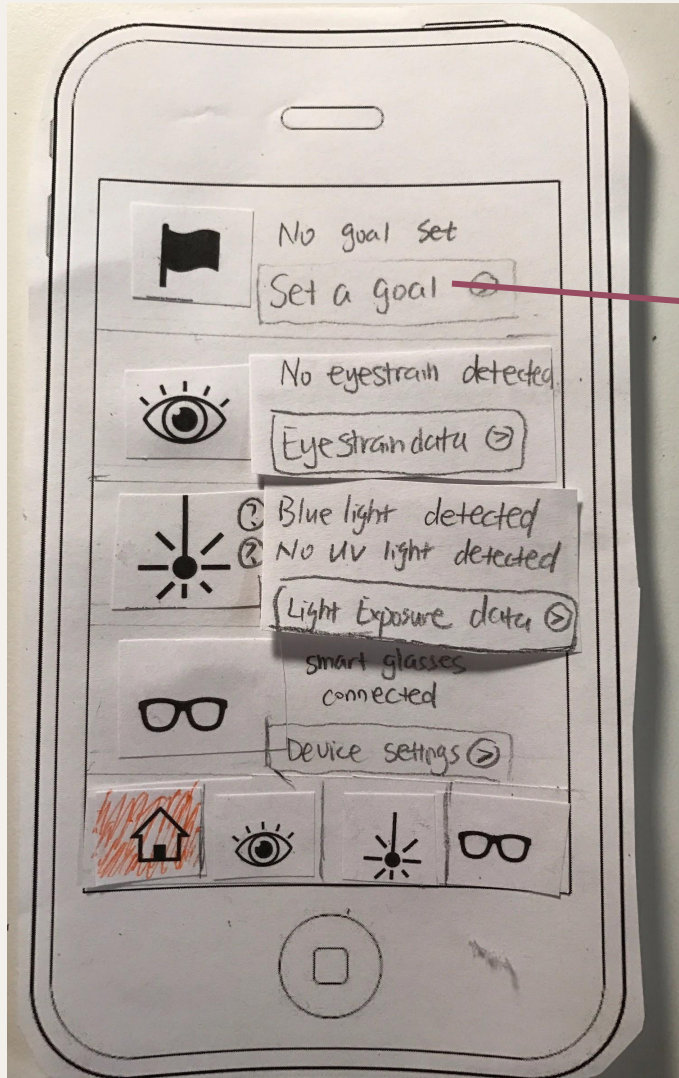 No goal set
Set a goal
No eyestrain detected
Eyestrain data
? Blue light detected
? No UV light detected
Light Exposure data
smart glasses
connected
Device settings